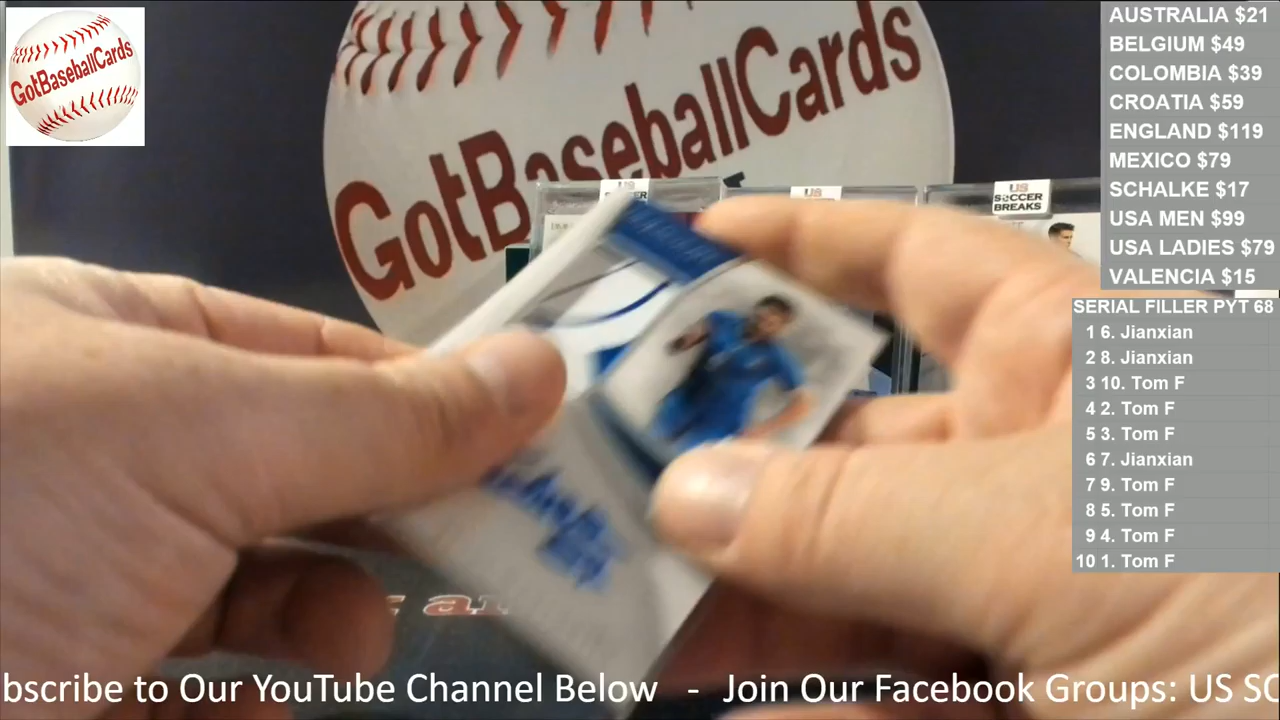 GotBaseballCards
GotBaseballCards
US
SOCCER
US
US
SOCCER
BREAKS
AUSTRALIA $21
BELGIUM $49
COLOMBIA $39
CROATIA $59
ENGLAND $119
MEXICO $79
SCHALKE $17
USA MEN $99
USA LADIES $79
VALENCIA $15
SERIAL FILLER PYT 68
1 6. Jianxian
2 8. Jianxian
3 10. Tom F
4 2. Tom F
5 3. Tom F
6 7. Jianxian
7 9. Tom F
8 5. Tom F
9 4. Tom F
10 1. Tom F
bscribe to Our YouTube Channel Below - Join Our Facebook Groups: US SC